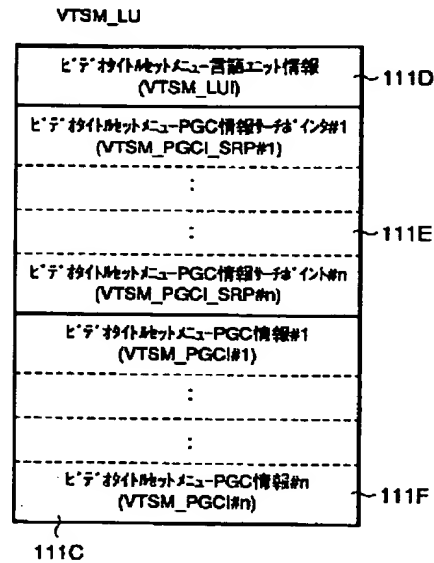 VTSM_LU
ﾋﾞﾃﾞｵﾀｲﾄﾙｾｯﾄﾒﾆｭｰ言語ﾕﾆｯﾄ情報
(VTSM_LUI)
111D
ﾋﾞﾃﾞｵﾀｲﾄﾙｾｯﾄﾒﾆｭｰPGC情報ｻｰﾁﾎﾟｲﾝﾀ#1
(VTSM_PGCI_SRP#1)
:
:
111E
ﾋﾞﾃﾞｵﾀｲﾄﾙｾｯﾄﾒﾆｭｰPGC情報ｻｰﾁﾎﾟｲﾝﾄ#n
(VTSM_PGCI_SRP#n)
ﾋﾞﾃﾞｵﾀｲﾄﾙｾｯﾄﾒﾆｭｰPGC情報#1
(VTSM_PGCI#1)
:
:
ﾋﾞﾃﾞｵﾀｲﾄﾙｾｯﾄﾒﾆｭｰPGC情報#n
(VTSM_PGCI#n)
111F
111C